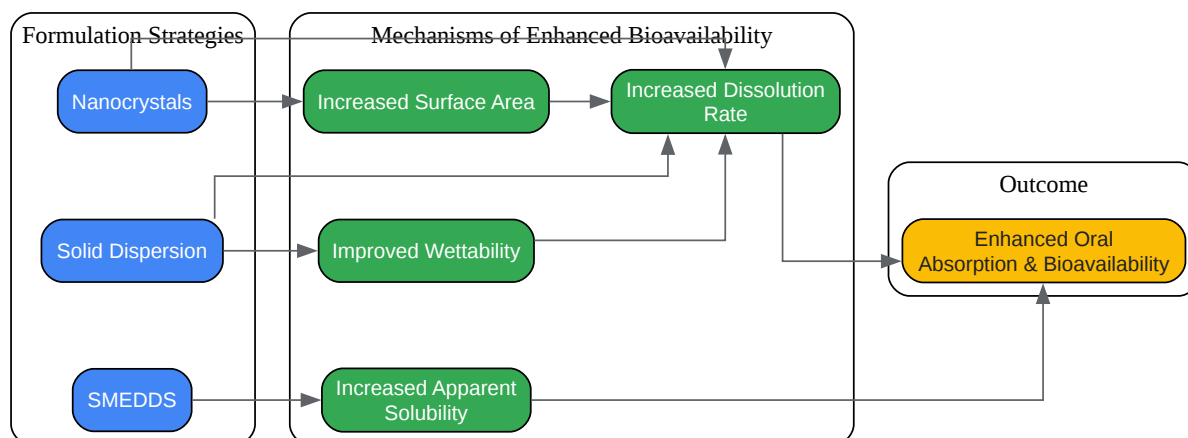 Formulation Strategies
Mechanisms of Enhanced Bioavailability
Nanocrystals
Increased Surface Area
Increased Dissolution
Rate
Outcome
Solid Dispersion
Improved Wettability
Enhanced Oral
Absorption & Bioavailability
SMEDDS
Increased Apparent
Solubility